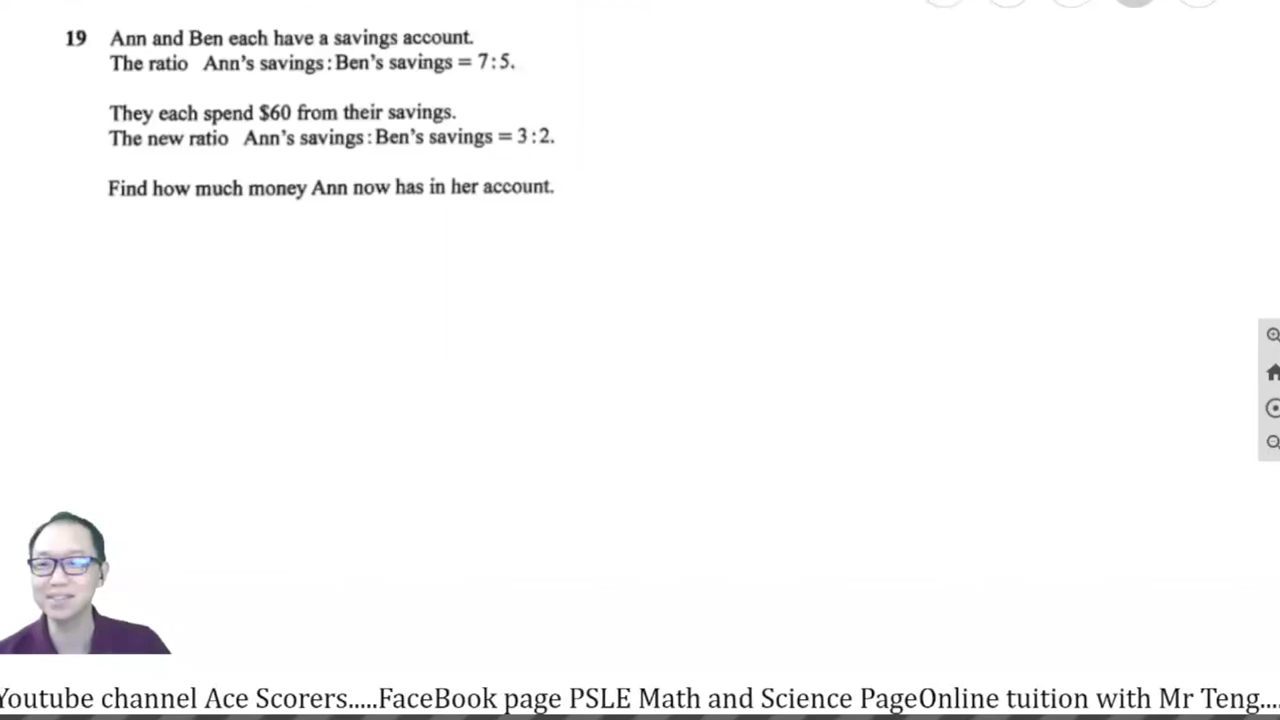 19 Ann and Ben each have a savings account.
The ratio Ann's savings : Ben's savings = 7 : 5.
They each spend $60 from their savings.
The new ratio Ann's savings : Ben's savings = 3 : 2.
Find how much money Ann now has in her account.
Youtube channel Ace Scorers.....FaceBook page PSLE Math and Science PageOnline tuition with Mr Teng....